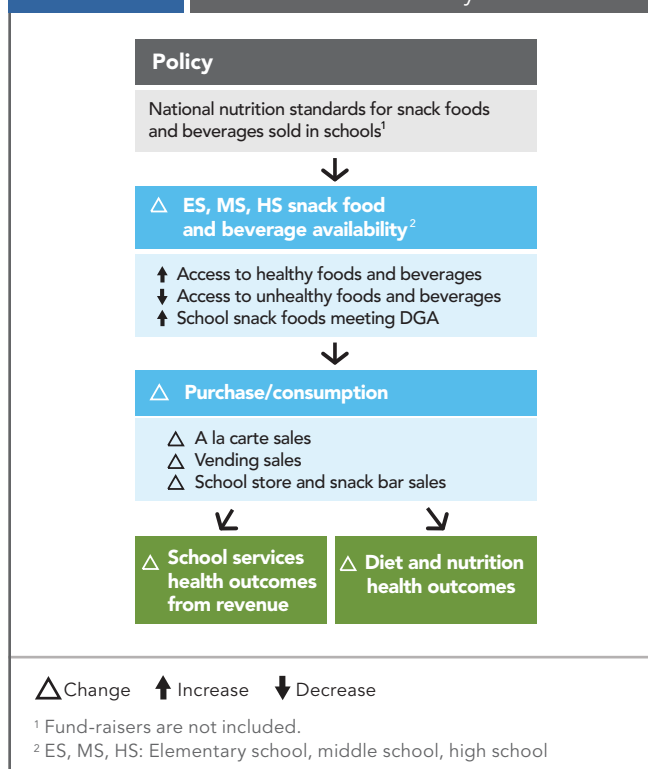 Policy
National nutrition standards for snack foods
and beverages sold in schools¹
△ ES, MS, HS snack food
and beverage availability²
⬆ Access to healthy foods and beverages
⬇ Access to unhealthy foods and beverages
⬆ School snack foods meeting DGA
△ Purchase/consumption
△ A la carte sales
△ Vending sales
△ School store and snack bar sales
△ School services
health outcomes
from revenue
△ Diet and nutrition
health outcomes
△ Change ⬆ Increase ⬇ Decrease
¹ Fund-raisers are not included.
² ES, MS, HS: Elementary school, middle school, high school